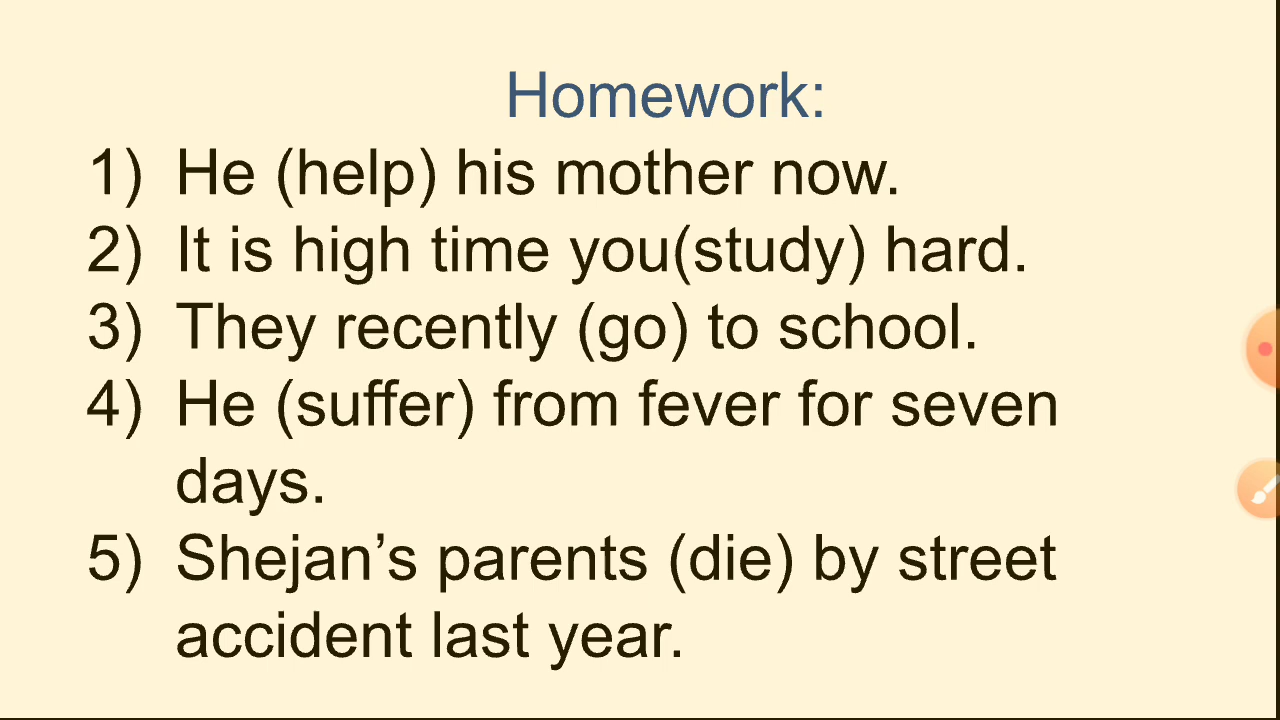 Homework:
1) He (help) his mother now.
2) It is high time you(study) hard.
3) They recently (go) to school.
4) He (suffer) from fever for seven
days.
5) Shejan’s parents (die) by street
accident last year.